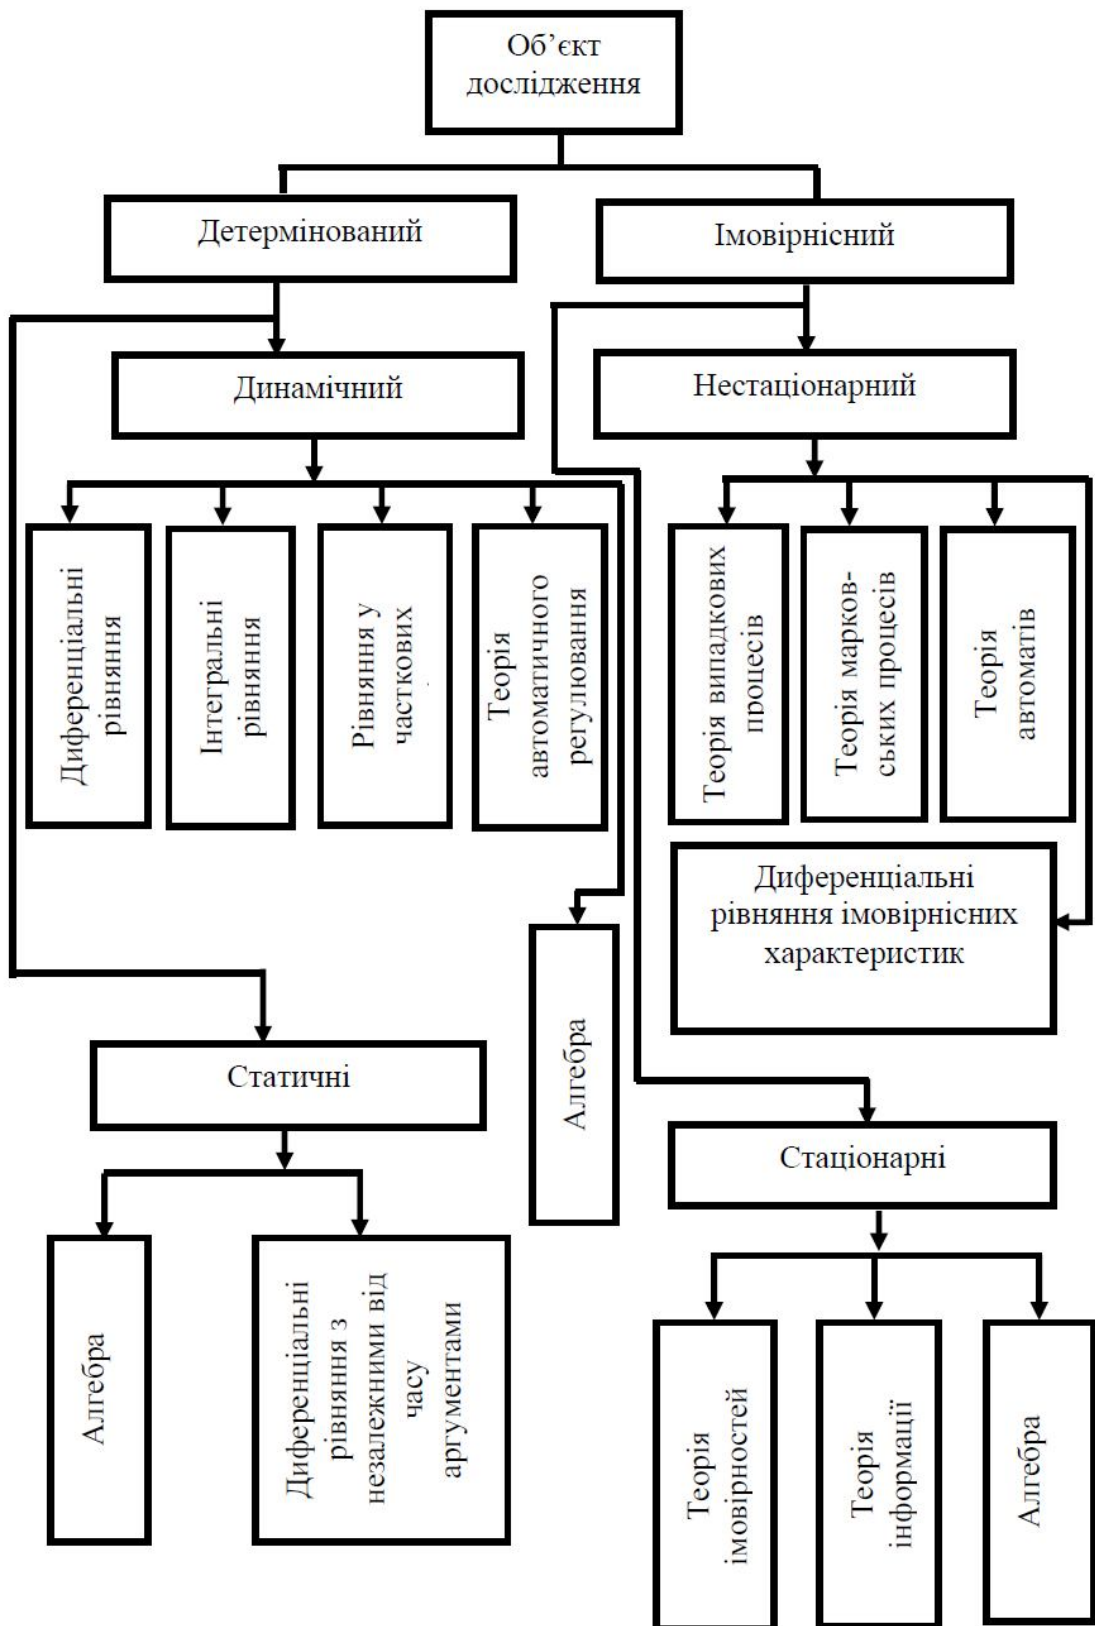 Об’єкт
дослідження
Детермінований
Імовірнісний
Динамічний
Нестаціонарний
Диференціальні
рівняння
Інтегральні
рівняння
Рівняння у
часткових
Теорія
автоматичного
регулювання
Теорія випадкових
процесів
Теорія марков-
ських процесів
Теорія
автоматів
Диференціальні
рівняння імовірнісних
характеристик
Алгебра
Статичні
Стаціонарні
Алгебра
Диференціальні
рівняння з
незалежними від
часу
аргументами
Теорія
імовірностей
Теорія
інформації
Алгебра